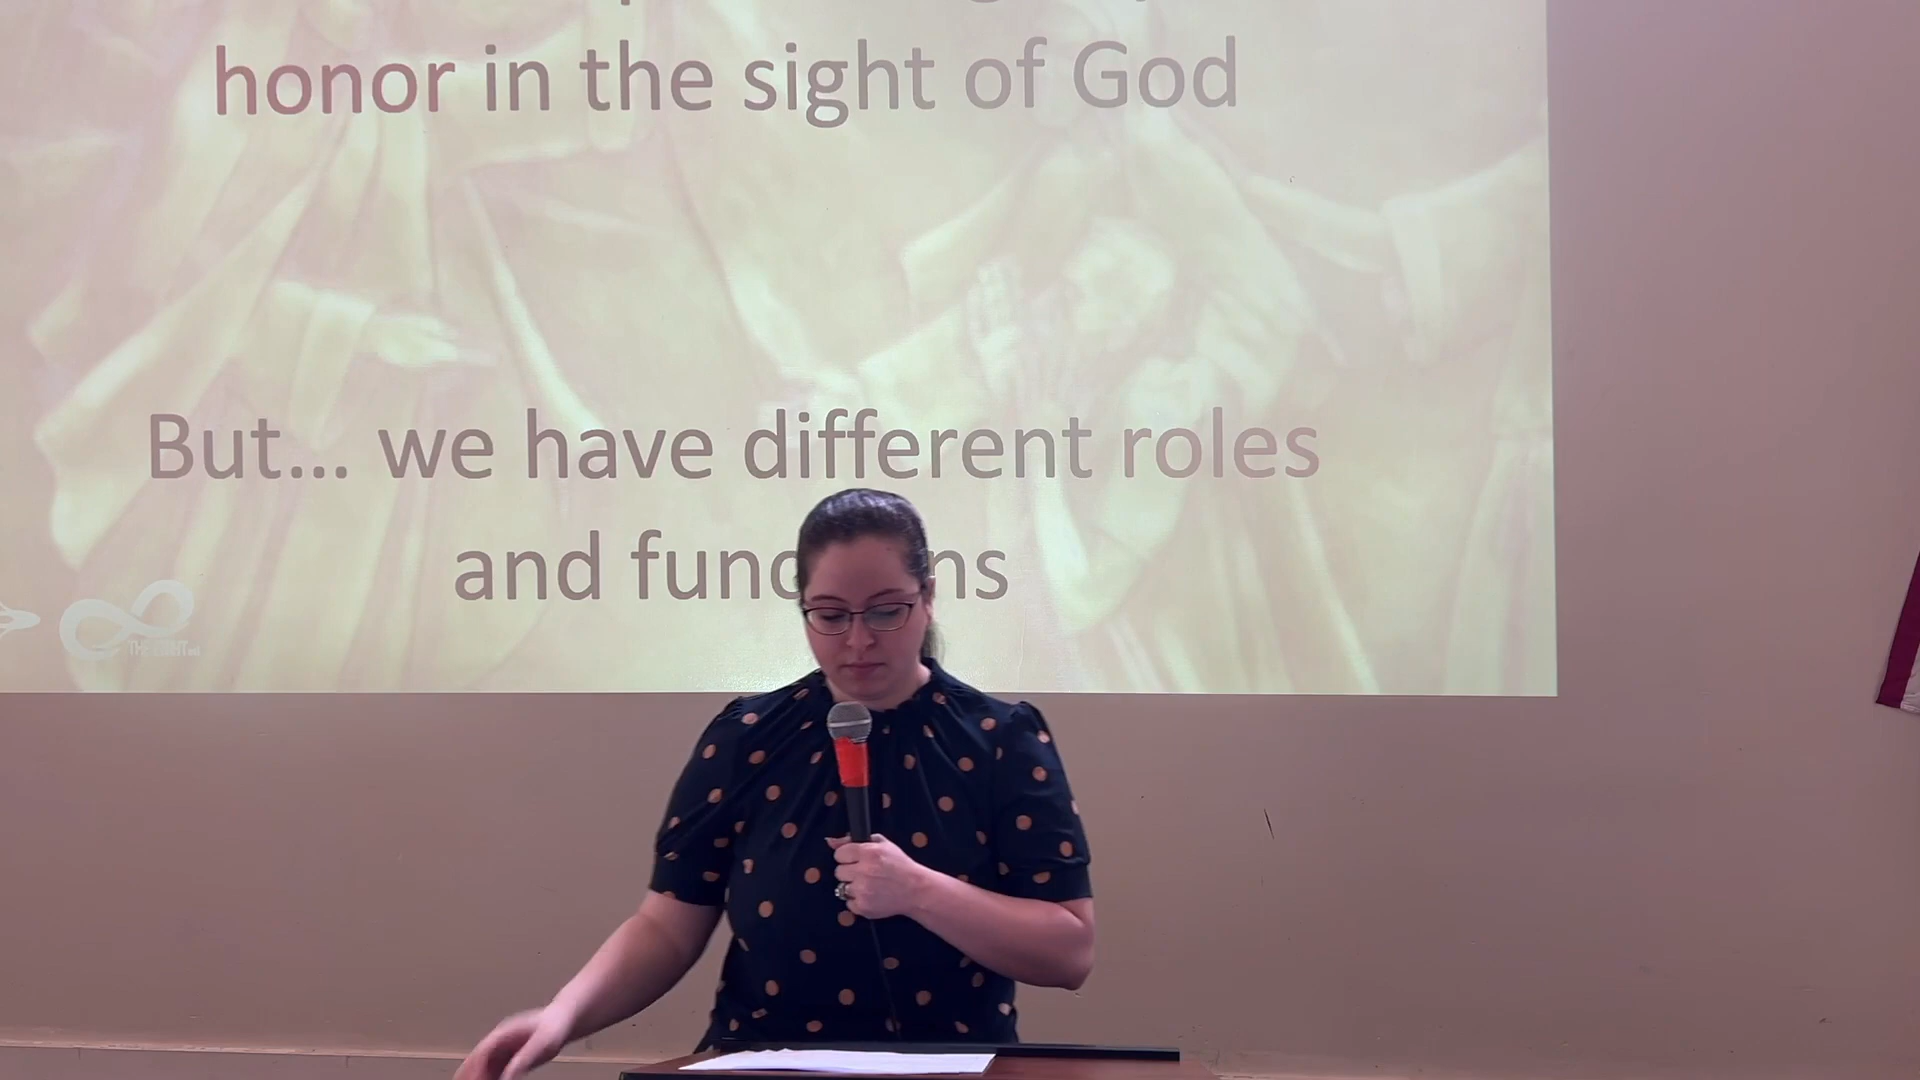 honor in the sight of God
But... we have different roles
and func ns